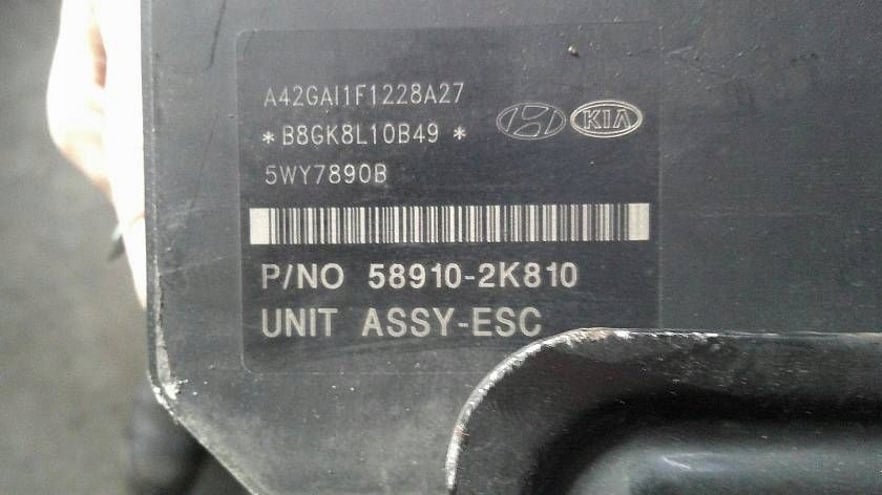 A42GAI1F1228A27
*B8GK8L10B49 *
KIA
5WY7890B
P/NO 58910-2K810
UNIT ASSY-ESC